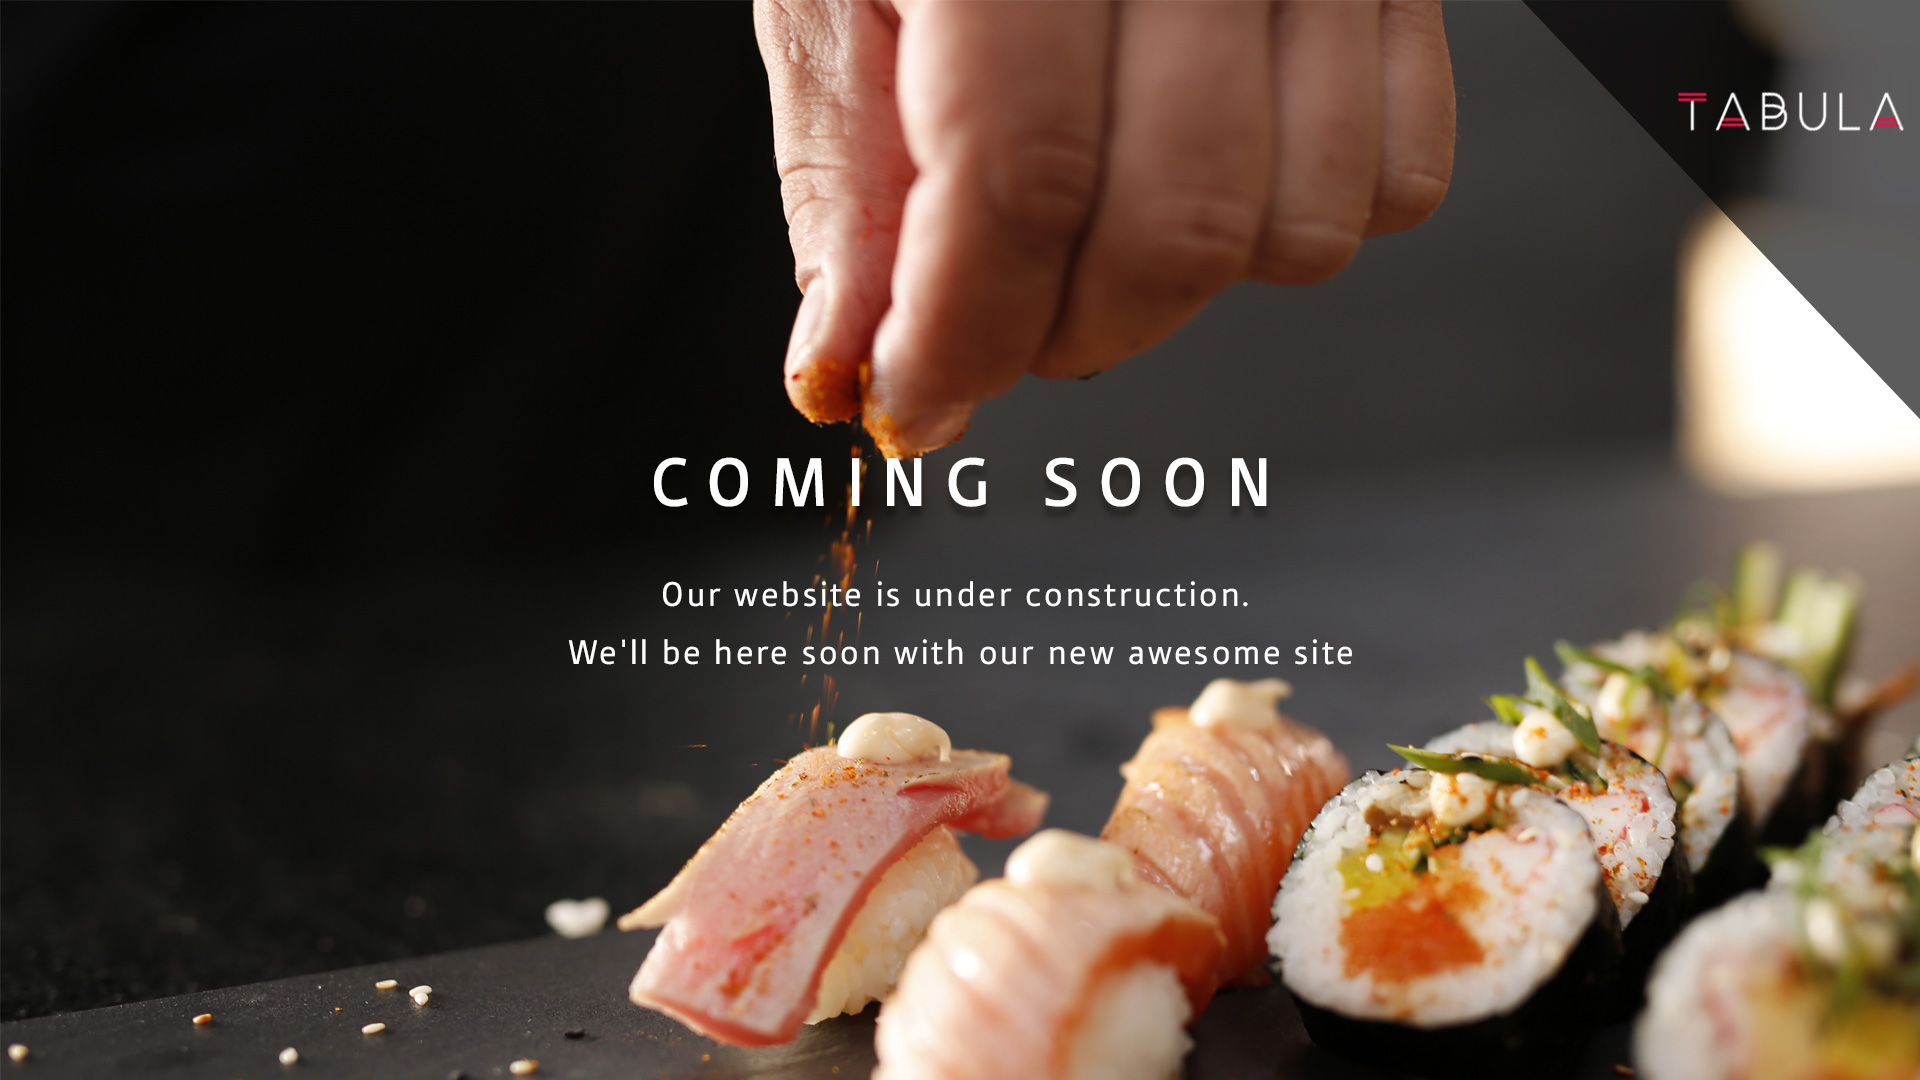 TABULA
COMING SOON
Our website is under construction.
We'll be here soon with our new awesome site